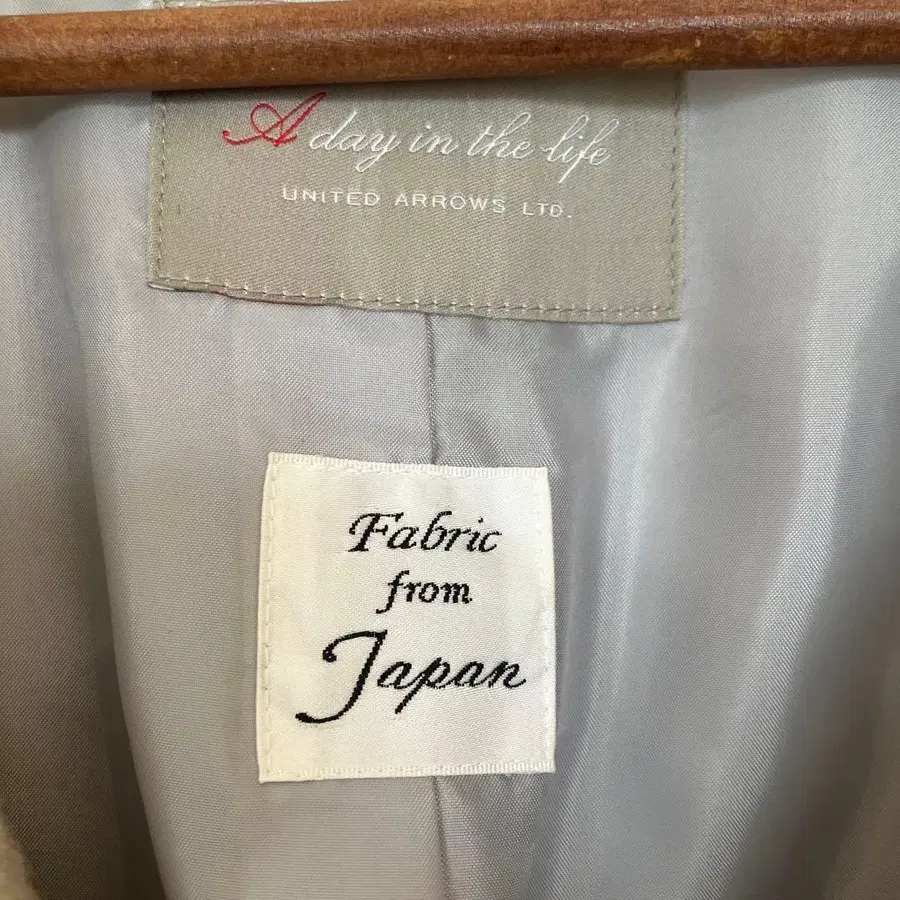 A day in the life
UNITED ARROWS LTD.
Fabric
from
Japan